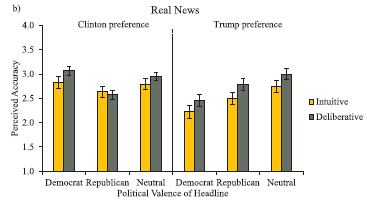 b)
Real News
Clinton preference
Trump preference
Perceived Accuracy
4.0
3.5
3.0
2.5
2.0
1.5
1.0
Democrat Republican Neutral Democrat Republican Neutral
Political Valence of Headline
Intuitive
Deliberative